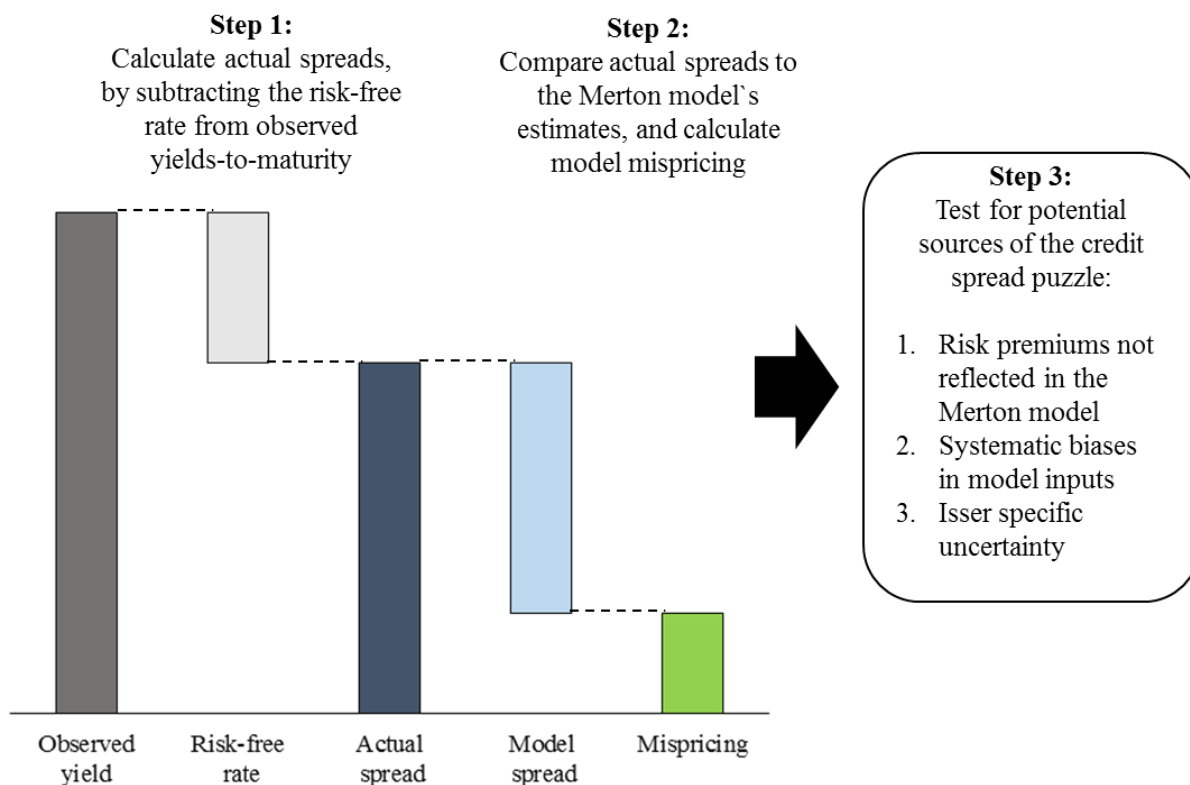 Step 1:
Calculate actual spreads,
by subtracting the risk-free
rate from observed
yields-to-maturity
Step 2:
Compare actual spreads to
the Merton model`s
estimates, and calculate
model mispricing
Step 3:
Test for potential
sources of the credit
spread puzzle:
1. Risk premiums not
reflected in the
Merton model
2. Systematic biases
in model inputs
3. Isser specific
uncertainty
Observed
yield
Risk-free
rate
Actual
spread
Model
spread
Mispricing